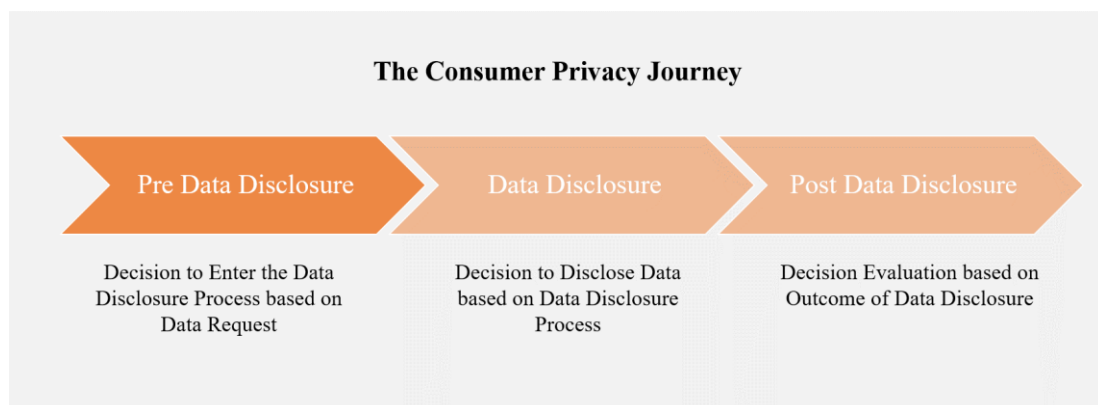 The Consumer Privacy Journey
Pre Data Disclosure
Data Disclosure
Post Data Disclosure
Decision to Enter the Data
Disclosure Process based on
Data Request
Decision to Disclose Data
based on Data Disclosure
Process
Decision Evaluation based on
Outcome of Data Disclosure